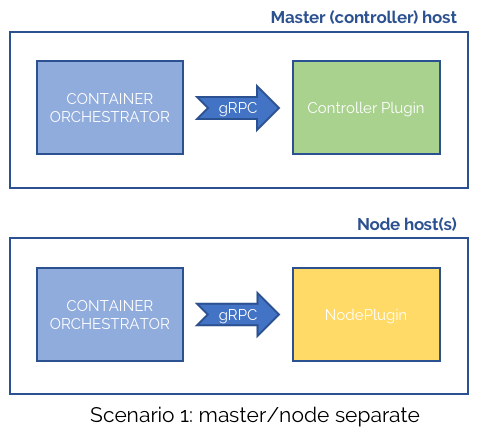 Master (controller) host
CONTAINER
ORCHESTRATOR
gRPC
Controller Plugin
Node host(s)
CONTAINER
ORCHESTRATOR
gRPC
NodePlugin
Scenario 1: master/node separate